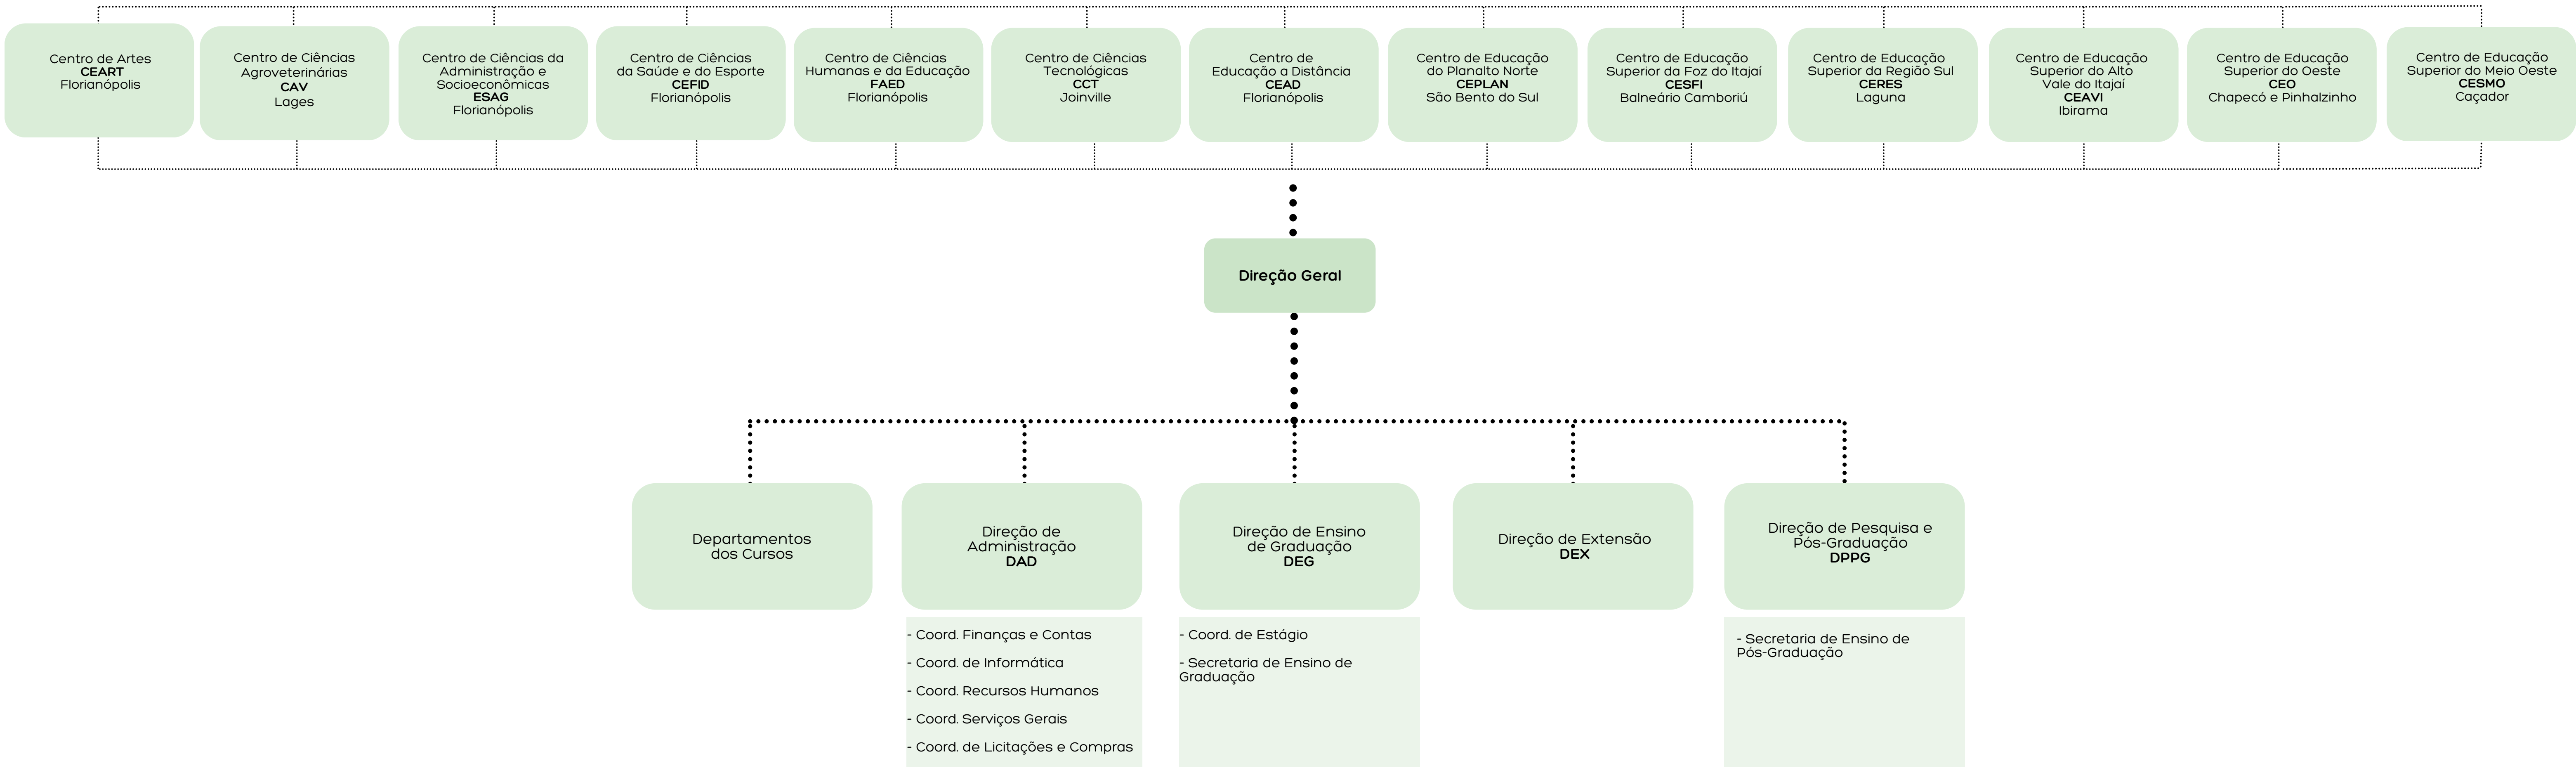 Centro de Artes
CEART
Florianópolis
Centro de Ciências
Agroveterinárias
CAV
Lages
Centro de Ciências da
Administração e
Socioeconômicas
ESAG
Florianópolis
Centro de Ciências
da Saúde e do Esporte
CEFID
Florianópolis
Centro de Ciências
Humanas e da Educação
FAED
Florianópolis
Centro de Ciências
Tecnológicas
CCT
Joinville
Centro de
Educação a Distância
CEAD
Florianópolis
Centro de Educação
do Planalto Norte
CEPLAN
São Bento do Sul
Centro de Educação
Superior da Foz do Itajaí
CESFI
Balneário Camboriú
Centro de Educação
Superior da Região Sul
CERES
Laguna
Centro de Educação
Superior do Alto
Vale do Itajaí
CEAVI
Ibirama
Centro de Educação
Superior do Oeste
CEO
Chapecó e Pinhalzinho
Centro de Educação
Superior do Meio Oeste
CESMO
Caçador
Direção Geral
Departamentos
dos Cursos
Direção de
Administração
DAD
Direção de Ensino
de Graduação
DEG
Direção de Extensão
DEX
Direção de Pesquisa e
Pós-Graduação
DPPG
- Coord. Finanças e Contas
- Coord. de Informática
- Coord. Recursos Humanos
- Coord. Serviços Gerais
- Coord. de Licitações e Compras
- Coord. de Estágio
- Secretaria de Ensino de
Graduação
- Secretaria de Ensino de
Pós-Graduação